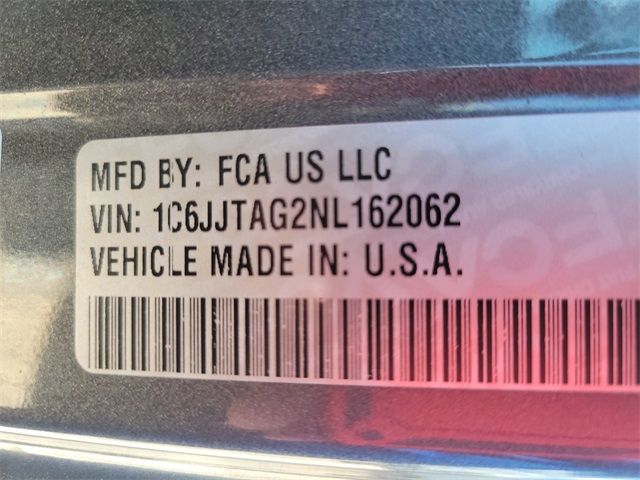 MFD BY: FCA US LLC
VIN: 1C6JJTAG2NL162062
VEHICLE MADE IN: U.S.A.